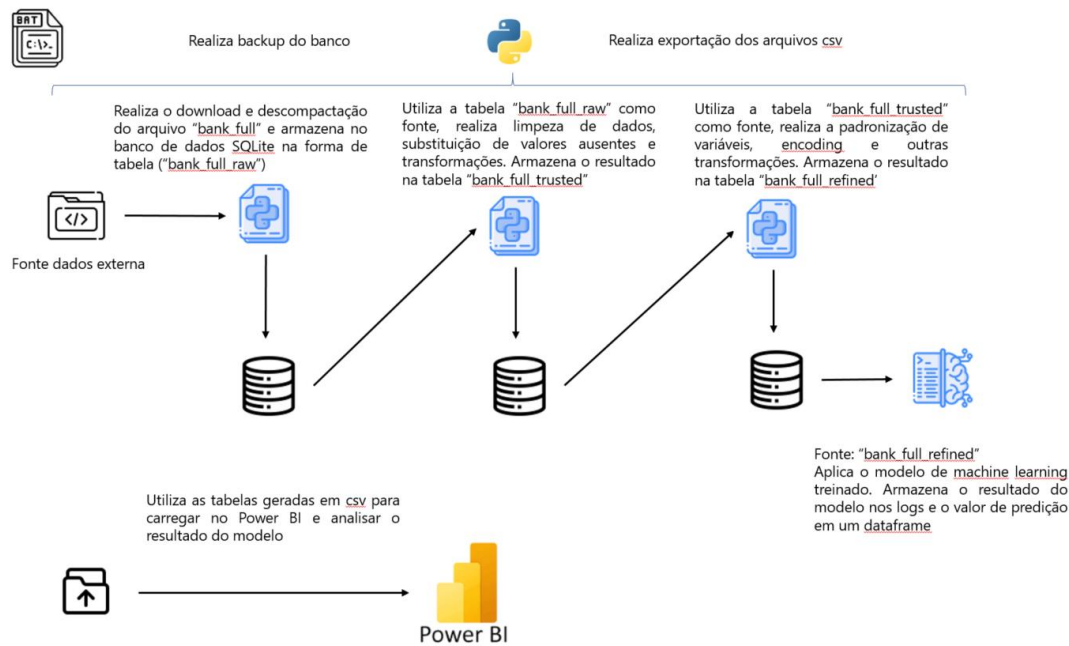 BAT
C:\>_
Realiza backup do banco
Realiza exportação dos arquivos csv
Realiza o download e descompactação
do arquivo “bank_full” e armazena no
banco de dados SQLite na forma de
tabela (“bank_full_raw”)
Utiliza a tabela “bank_full_raw” como
fonte, realiza limpeza de dados,
substituição de valores ausentes e
transformações. Armazena o resultado
na tabela “bank_full_trusted”
Utiliza a tabela “bank_full_trusted”
como fonte, realiza a padronização de
variáveis, encoding e outras
transformações. Armazena o resultado
na tabela “bank_full_refined’
</>
Fonte dados externa
>_
Fonte: “bank_full_refined”
Aplica o modelo de machine learning
treinado. Armazena o resultado do
modelo nos logs e o valor de predição
em um dataframe
Utiliza as tabelas geradas em csv para
carregar no Power BI e analisar o
resultado do modelo
Power BI